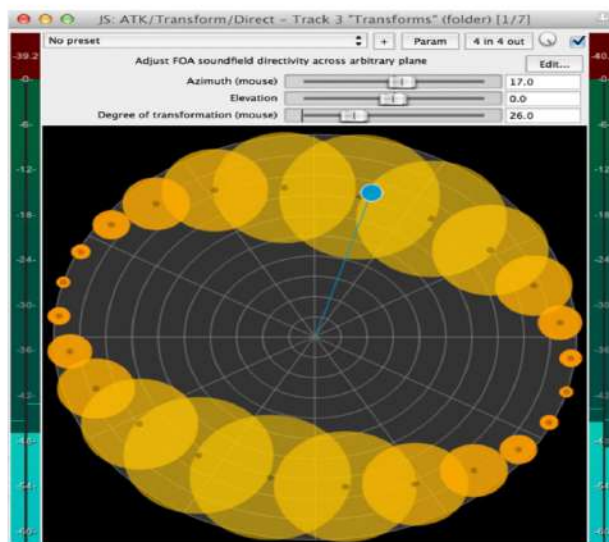 JS: ATK/Transform/Direct - Track 3 "Transforms" (folder) [1/7]
No preset + Param 4 in 4 out
-39.2 -40.
Adjust FOA soundfield directivity across arbitrary plane Edit...
Azimuth (mouse) 17.0
Elevation 0.0
Degree of transformation (mouse) 26.0
-0-
-6-
-12-
-18-
-24-
-30-
-36-
-42-
-48-
-54-
-60-